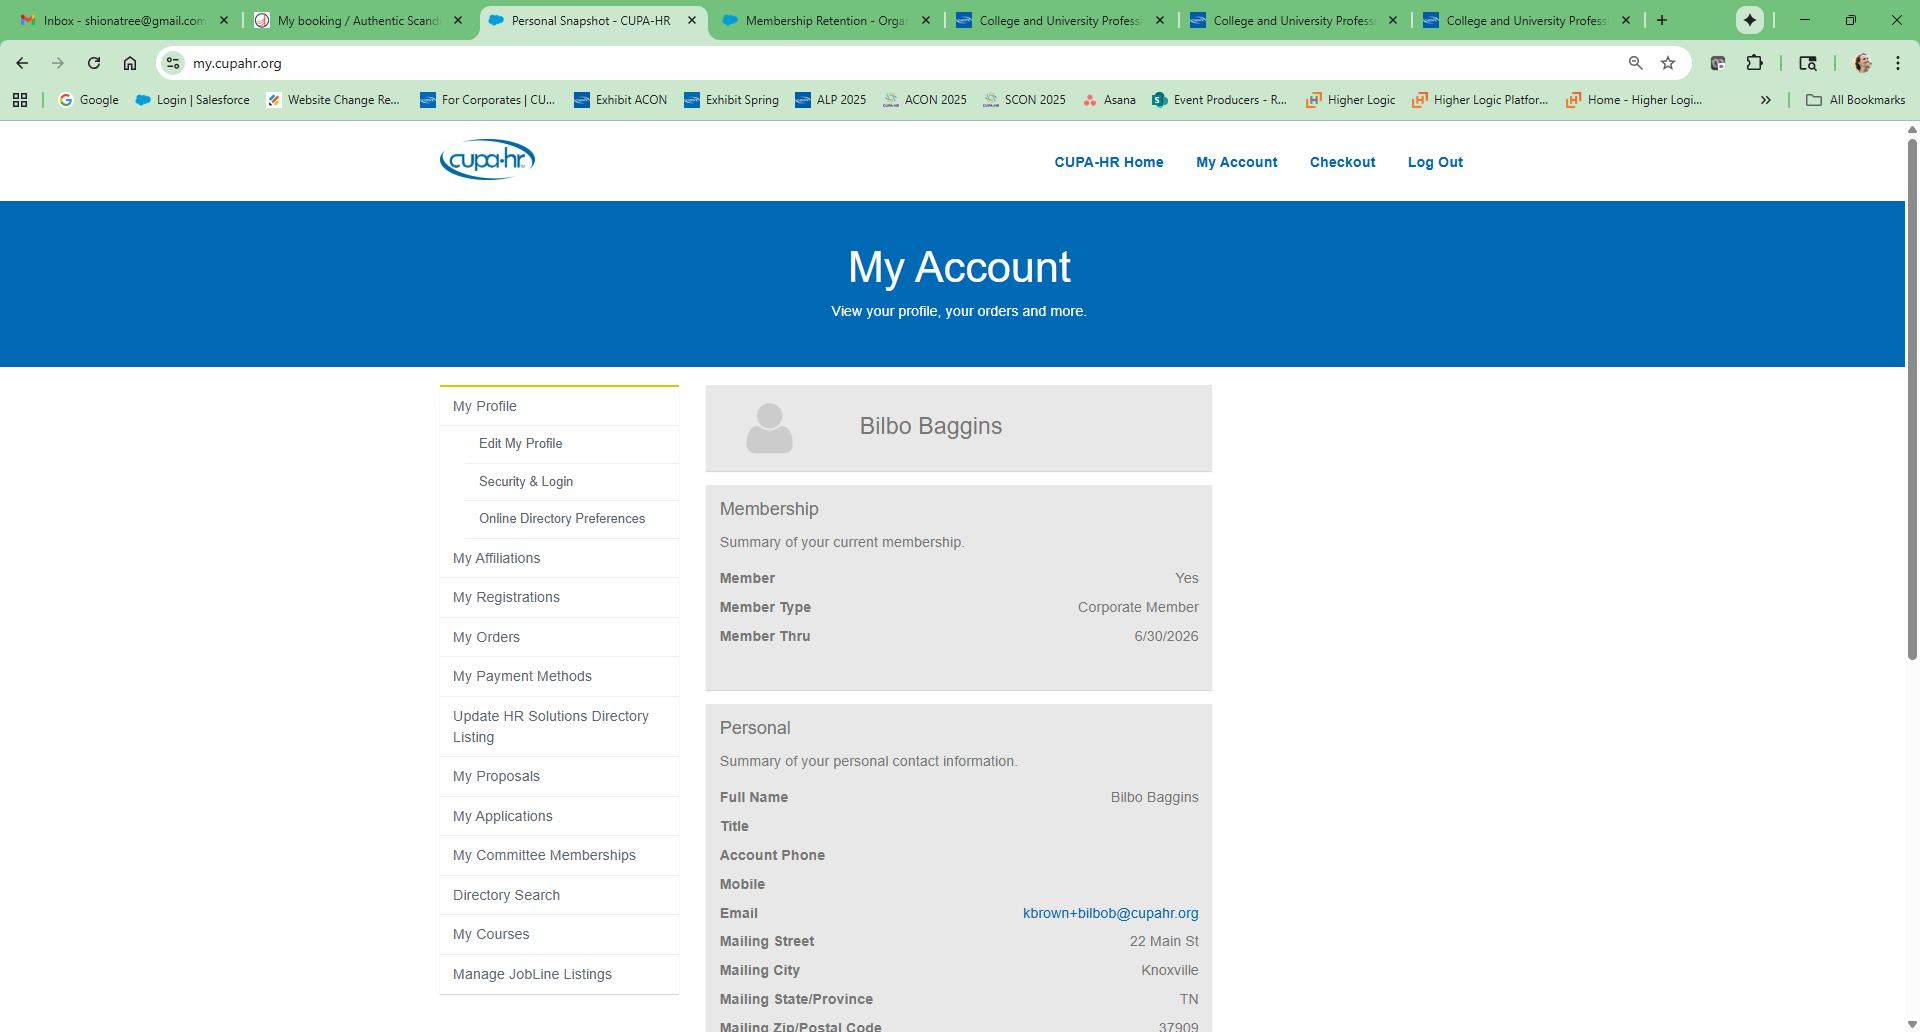 Inbox - shionatree@gmail.com
My booking / Authentic Scandi
Personal Snapshot - CUPA-HR
Membership Retention - Organ
College and University Professi
College and University Professi
College and University Professi
my.cupahr.org
Google
Login | Salesforce
Website Change Re...
For Corporates | CU...
Exhibit ACON
Exhibit Spring
ALP 2025
ACON 2025
SCON 2025
Asana
Event Producers - R...
Higher Logic
Higher Logic Platfor...
Home - Higher Logi...
All Bookmarks
cupa-hr
CUPA-HR Home
My Account
Checkout
Log Out
My Account
View your profile, your orders and more.
My Profile
Edit My Profile
Security & Login
Online Directory Preferences
My Affiliations
My Registrations
My Orders
My Payment Methods
Update HR Solutions Directory
Listing
My Proposals
My Applications
My Committee Memberships
Directory Search
My Courses
Manage JobLine Listings
Bilbo Baggins
Membership
Summary of your current membership.
Member Yes
Member Type Corporate Member
Member Thru 6/30/2026
Personal
Summary of your personal contact information.
Full Name Bilbo Baggins
Title
Account Phone
Mobile
Email kbrown+bilbob@cupahr.org
Mailing Street 22 Main St
Mailing City Knoxville
Mailing State/Province TN
Mailing Zip/Postal Code 37909